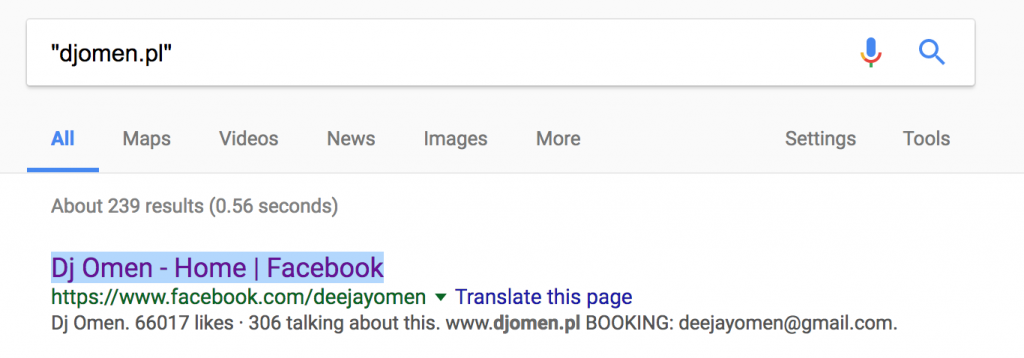 "djomen.pl"
All Maps Videos News Images More Settings Tools
About 239 results (0.56 seconds)
Dj Omen - Home | Facebook
https://www.facebook.com/deejayomen Translate this page
Dj Omen. 66017 likes · 306 talking about this. www.djomen.pl BOOKING: deejayomen@gmail.com.